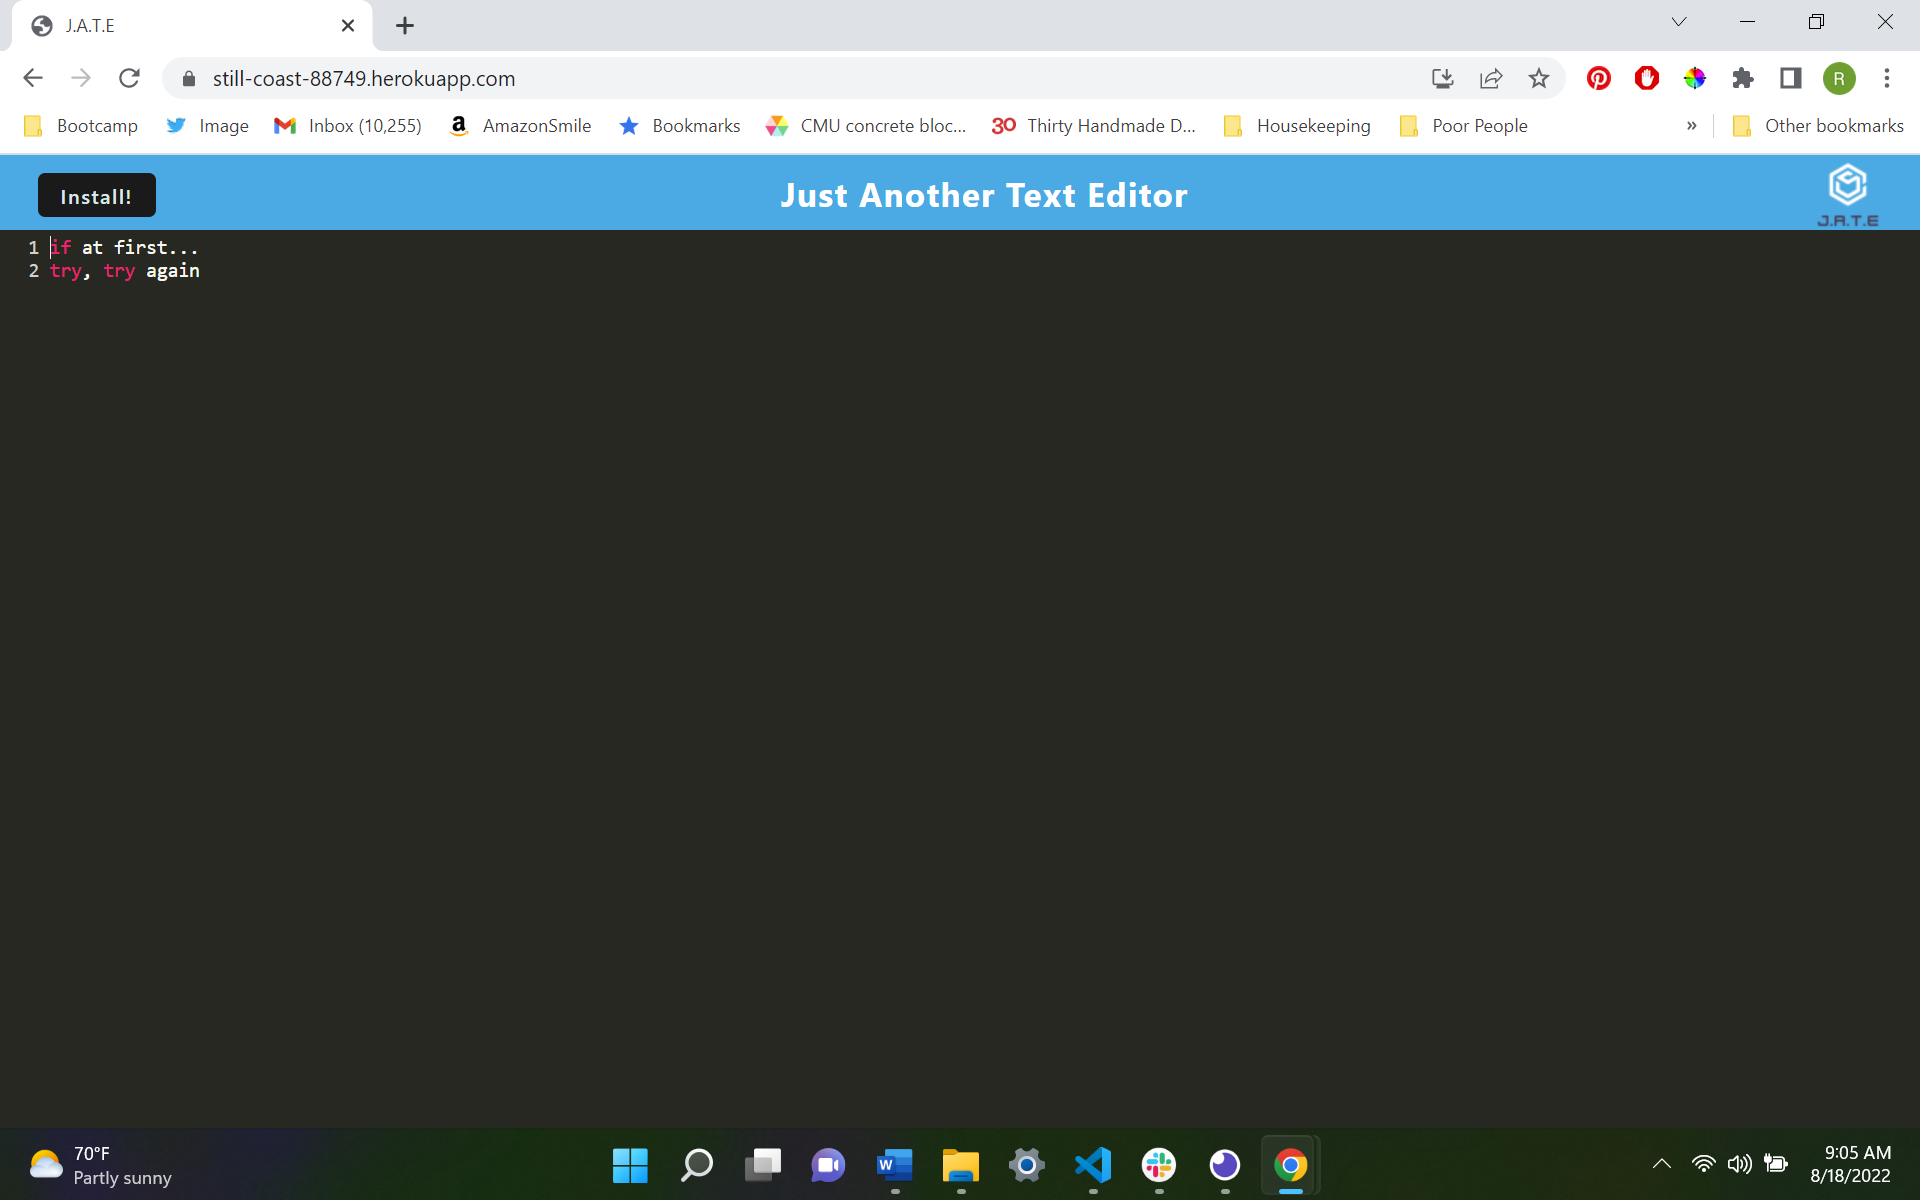 J.A.T.E
still-coast-88749.herokuapp.com
R
Bootcamp
Image
Inbox (10,255)
AmazonSmile
Bookmarks
CMU concrete bloc...
30 Thirty Handmade D...
Housekeeping
Poor People
»
Other bookmarks
Install!
Just Another Text Editor
J.A.T.E
1 if at first...
2 try, try again
70°F
Partly sunny
9:05 AM
8/18/2022